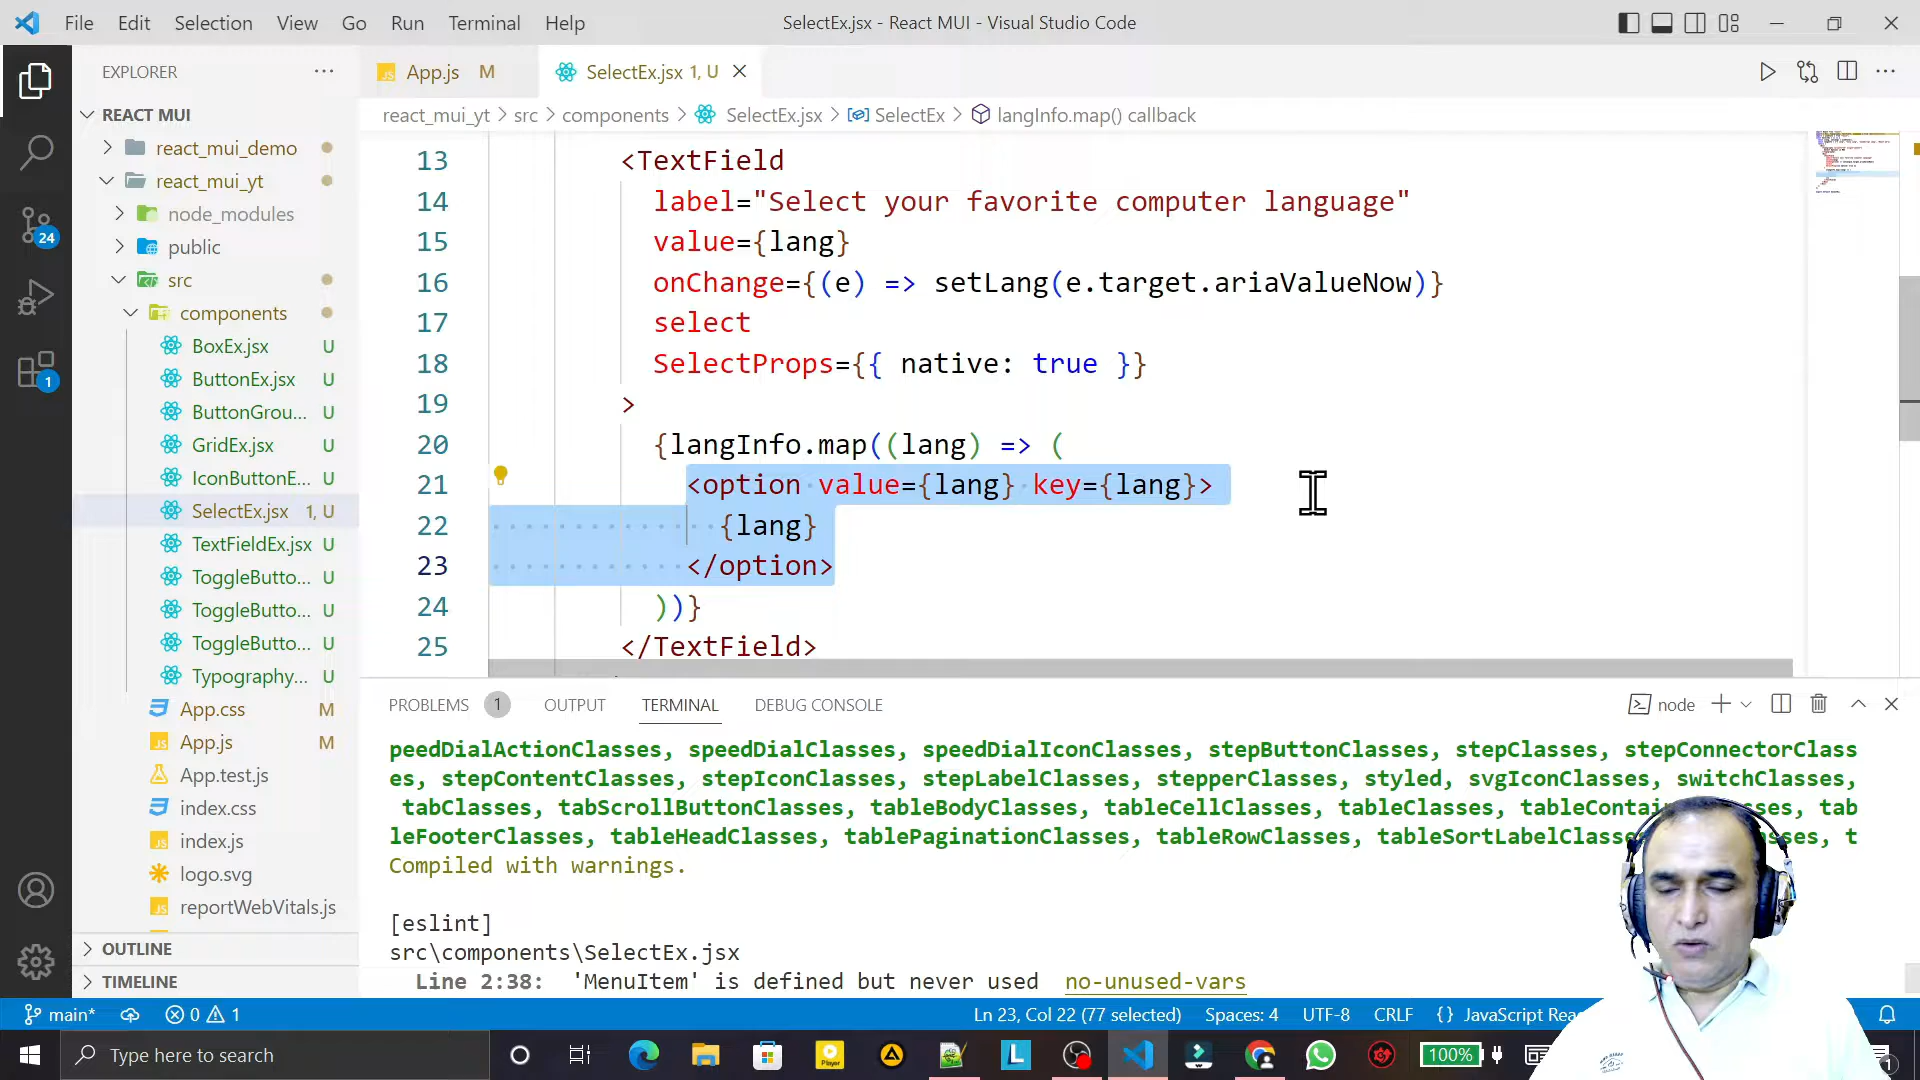 File Edit Selection View Go Run Terminal Help
SelectEx.jsx - React MUI - Visual Studio Code
EXPLORER
REACT MUI
react_mui_demo
react_mui_yt
node_modules
public
src
components
BoxEx.jsx U
ButtonEx.jsx U
ButtonGrou... U
GridEx.jsx U
IconButtonE... U
SelectEx.jsx 1, U
TextFieldEx.jsx U
ToggleButto... U
ToggleButto... U
ToggleButto... U
Typography... U
App.css M
App.js M
App.test.js
index.css
index.js
logo.svg
reportWebVitals.js
OUTLINE
TIMELINE
24
1
App.js M
SelectEx.jsx 1, U
react_mui_yt > src > components > SelectEx.jsx > SelectEx > langInfo.map() callback
13 <TextField
14 label="Select your favorite computer language"
15 value={lang}
16 onChange={(e) => setLang(e.target.ariaValueNow)}
17 select
18 SelectProps={{ native: true }}
19 >
20 {langInfo.map((lang) => (
21 <option value={lang} key={lang}>
22 {lang}
23 </option>
24 ))}
25 </TextField>
PROBLEMS 1 OUTPUT TERMINAL DEBUG CONSOLE
node
peedDialActionClasses, speedDialClasses, speedDialIconClasses, stepButtonClasses, stepClasses, stepConnectorClass
es, stepContentClasses, stepIconClasses, stepLabelClasses, stepperClasses, styled, svgIconClasses, switchClasses,
tabClasses, tabScrollButtonClasses, tableBodyClasses, tableCellClasses, tableClasses, tab
leFooterClasses, tableHeadClasses, tablePaginationClasses, tableRowClasses, t
Compiled with warnings.
[eslint]
src\components\SelectEx.jsx
Line 2:38: 'MenuItem' is defined but never used no-unused-vars
main* 0 1
Ln 23, Col 22 (77 selected) Spaces: 4 UTF-8 CRLF {} JavaScript
Type here to search
Player
L
100%
1